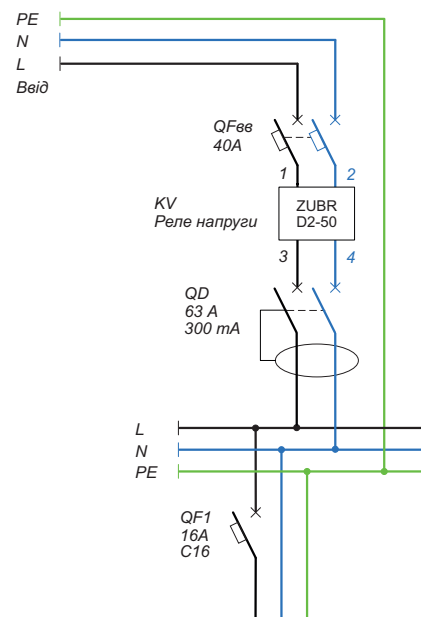 PE
N
L
Ввід
QFвв
40A
1
2
KV
Реле напруги
ZUBR
D2-50
3
4
QD
63 A
300 mA
L
N
PE
QF1
16A
C16